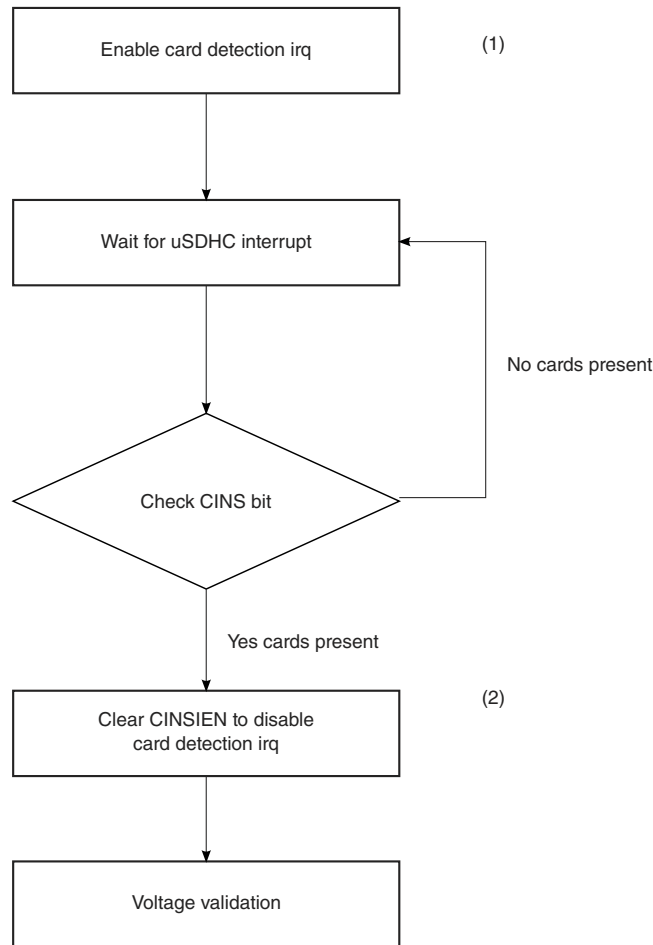 Enable card detection irq
(1)
Wait for uSDHC interrupt
No cards present
Check CINS bit
Yes cards present
Clear CINSIEN to disable
card detection irq
(2)
Voltage validation